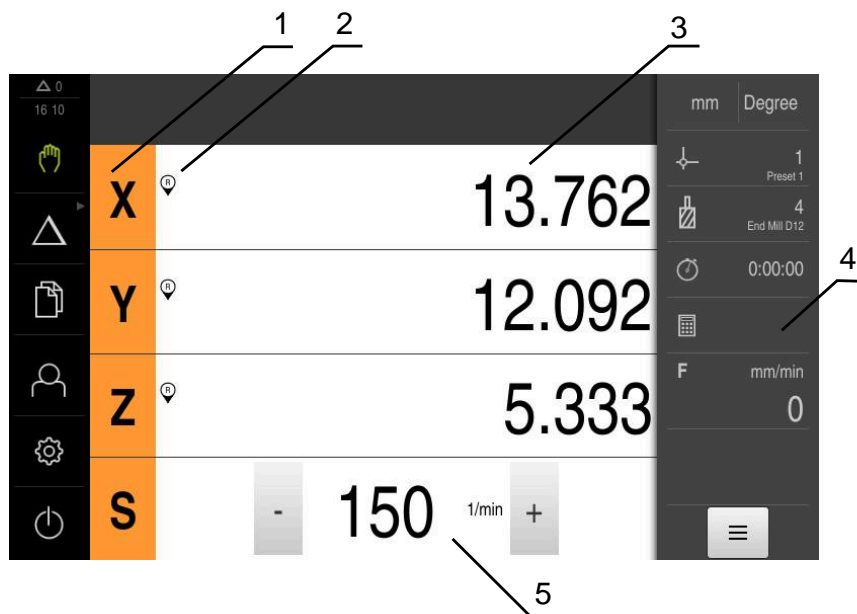 1 2 3
△ 0
16 10
mm Degree
X R 13.762
1
Preset 1
4
End Mill D12
4
Y R 12.092
0:00:00
Z R 5.333
F mm/min
0
S - 150 1/min +
5